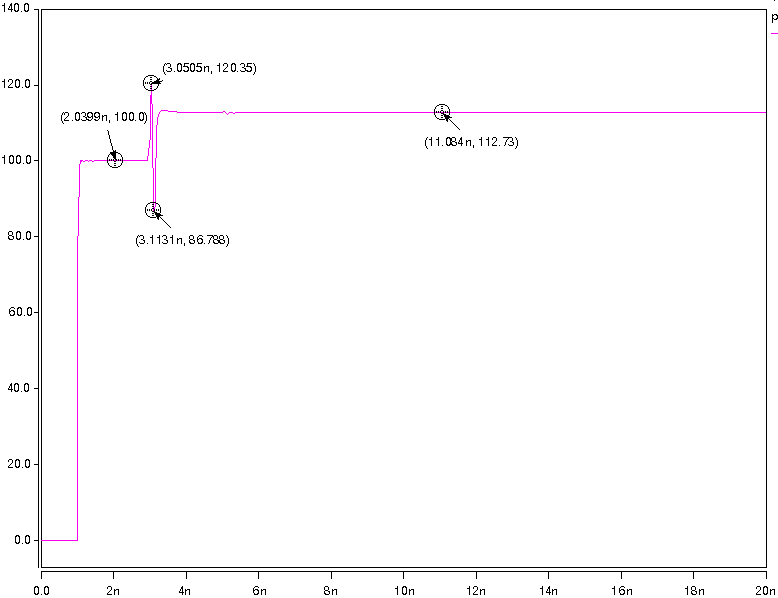 140.0
p
(3.0505n, 120.35)
120.0
(2.0399n, 100.0)
(11.084n, 112.73)
100.0
(3.1131n, 86.788)
80.0
60.0
40.0
20.0
0.0
0.0 2n 4n 6n 8n 10n 12n 14n 16n 18n 20n